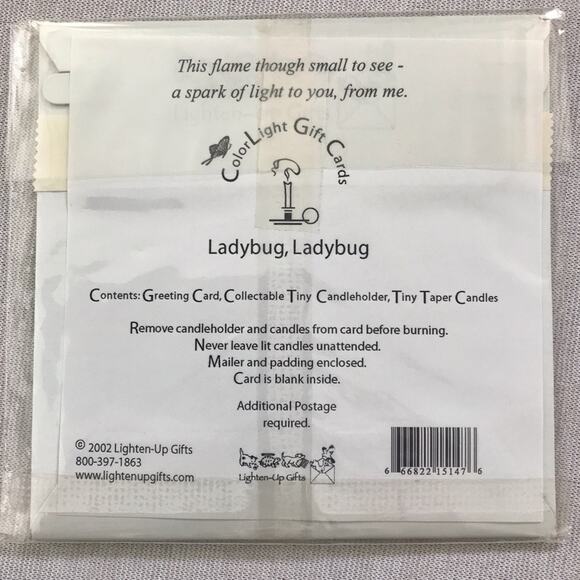 This flame though small to see -
a spark of light to you, from me.
ColorLight Gift Cards
Ladybug, Ladybug
Contents: Greeting Card, Collectable Tiny Candleholder, Tiny Taper Candles
Remove candleholder and candles from card before burning.
Never leave lit candles unattended.
Mailer and padding enclosed.
Card is blank inside.
Additional Postage
required.
© 2002 Lighten-Up Gifts
800-397-1863
www.lightenupgifts.com
Lighten-Up Gifts
6 66822 15147 6